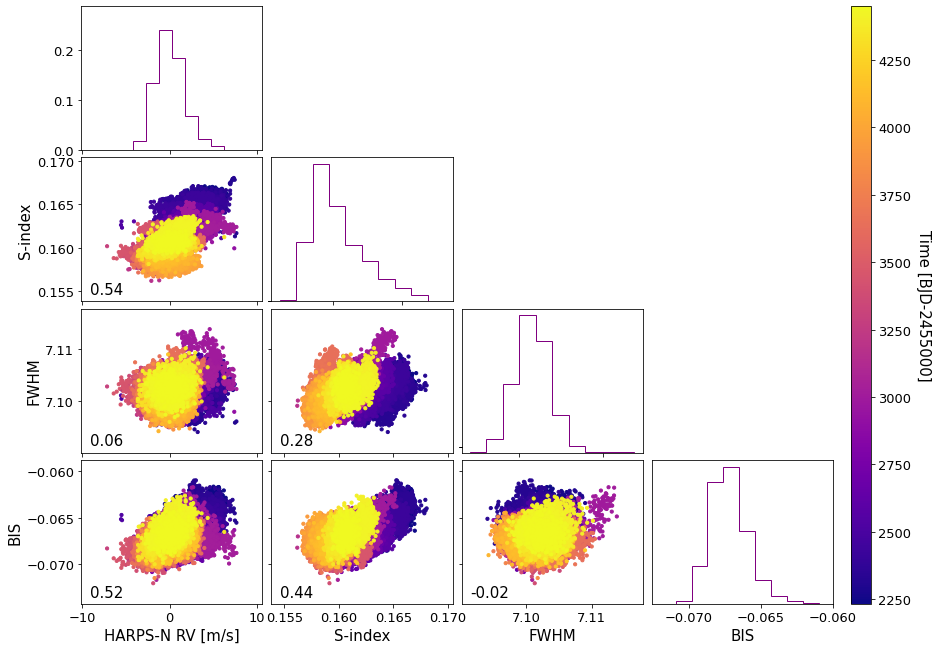 0.2
0.1
0.0
4250
4000
3750
3500
3250
3000
2750
2500
2250
Time [BJD-2455000]
0.170
0.165
0.160
0.155
S-index
0.54
7.11
7.10
FWHM
0.06
0.28
−0.060
−0.065
−0.070
BIS
0.52
0.44
-0.02
−10 0 10
HARPS-N RV [m/s]
0.155 0.160 0.165 0.170
S-index
7.10 7.11
FWHM
−0.070 −0.065 −0.060
BIS